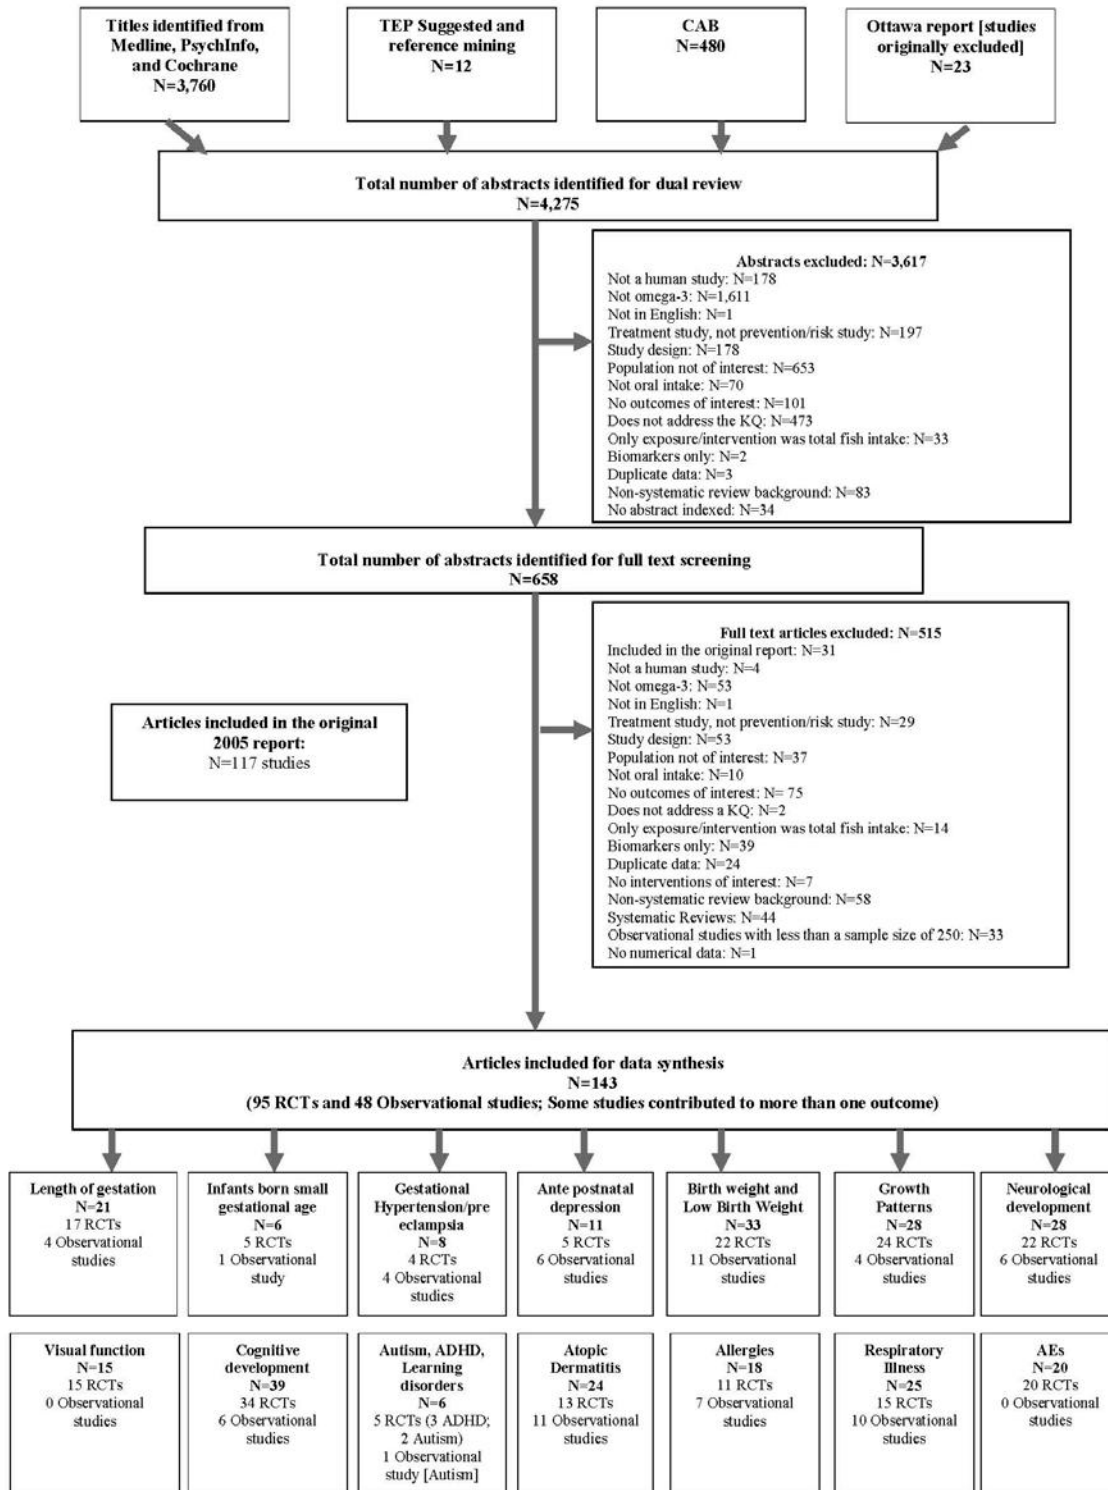 Titles identified from
Medline, PsychInfo,
and Cochrane
N=3,760
TEP Suggested and
reference mining
N=12
CAB
N=480
Ottawa report [studies
originally excluded]
N=23
Total number of abstracts identified for dual review
N=4,275
Abstracts excluded: N=3,617
Not a human study: N=178
Not omega-3: N=1,611
Not in English: N=1
Treatment study, not prevention/risk study: N=197
Study design: N=178
Population not of interest: N=653
Not oral intake: N=70
No outcomes of interest: N=101
Does not address the KQ: N=473
Only exposure/intervention was total fish intake: N=33
Biomarkers only: N=2
Duplicate data: N=3
Non-systematic review background: N=83
No abstract indexed: N=34
Total number of abstracts identified for full text screening
N=658
Full text articles excluded: N=515
Included in the original report: N=31
Not a human study: N=4
Not omega-3: N=53
Not in English: N=1
Treatment study, not prevention/risk study: N=29
Study design: N=53
Population not of interest: N=37
Not oral intake: N=10
No outcomes of interest: N= 75
Does not address a KQ: N=2
Only exposure/intervention was total fish intake: N=14
Biomarkers only: N=39
Duplicate data: N=24
No interventions of interest: N=7
Non-systematic review background: N=58
Systematic Reviews: N=44
Observational studies with less than a sample size of 250: N=33
No numerical data: N=1
Articles included in the original
2005 report:
N=117 studies
Articles included for data synthesis
N=143
(95 RCTs and 48 Observational studies; Some studies contributed to more than one outcome)
Length of gestation
N=21
17 RCTs
4 Observational
studies
Infants born small
gestational age
N=6
5 RCTs
1 Observational
study
Gestational
Hypertension/pre
eclampsia
N=8
4 RCTs
4 Observational
studies
Ante postnatal
depression
N=11
5 RCTs
6 Observational
studies
Birth weight and
Low Birth Weight
N=33
22 RCTs
11 Observational
studies
Growth
Patterns
N=28
24 RCTs
4 Observational
studies
Neurological
development
N=28
22 RCTs
6 Observational
studies
Visual function
N=15
15 RCTs
0 Observational
studies
Cognitive
development
N=39
34 RCTs
6 Observational
studies
Autism, ADHD,
Learning
disorders
N=6
5 RCTs (3 ADHD;
2 Autism)
1 Observational
study [Autism]
Atopic
Dermatitis
N=24
13 RCTs
11 Observational
studies
Allergies
N=18
11 RCTs
7 Observational
studies
Respiratory
Illness
N=25
15 RCTs
10 Observational
studies
AEs
N=20
20 RCTs
0 Observational
studies